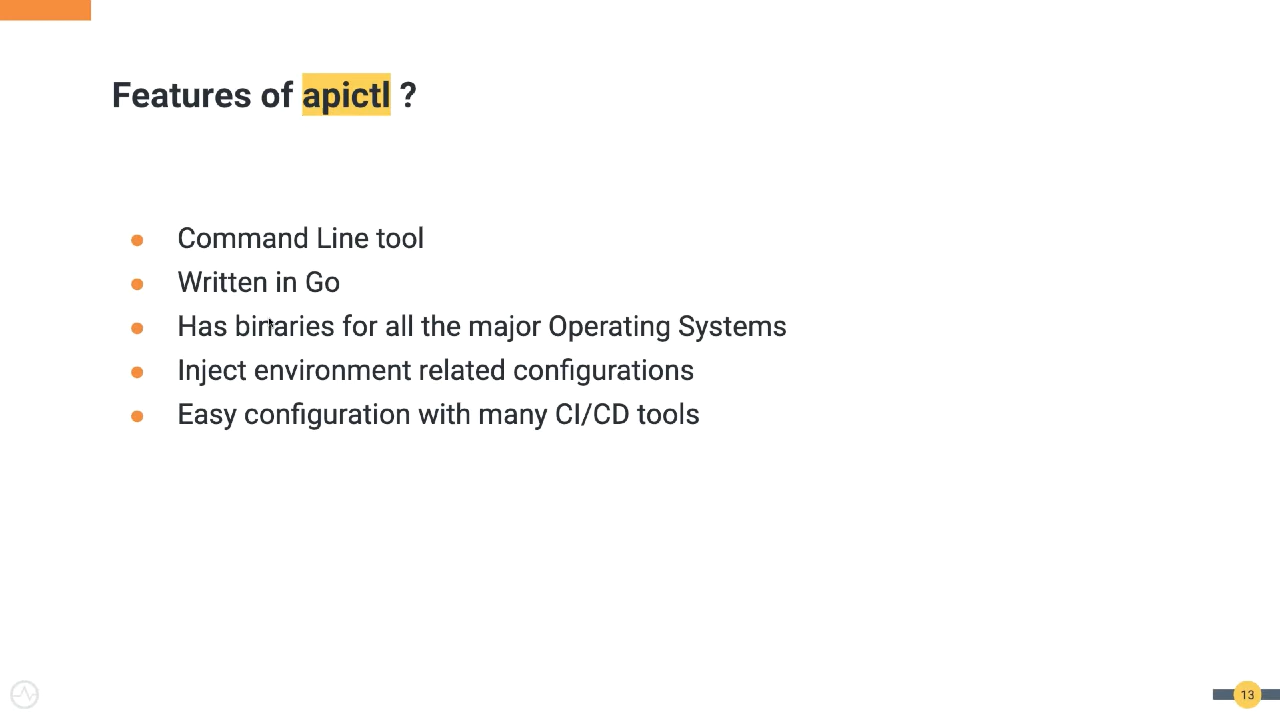 Features of apictl ?
● Command Line tool
● Written in Go
● Has binaries for all the major Operating Systems
● Inject environment related configurations
● Easy configuration with many CI/CD tools
13